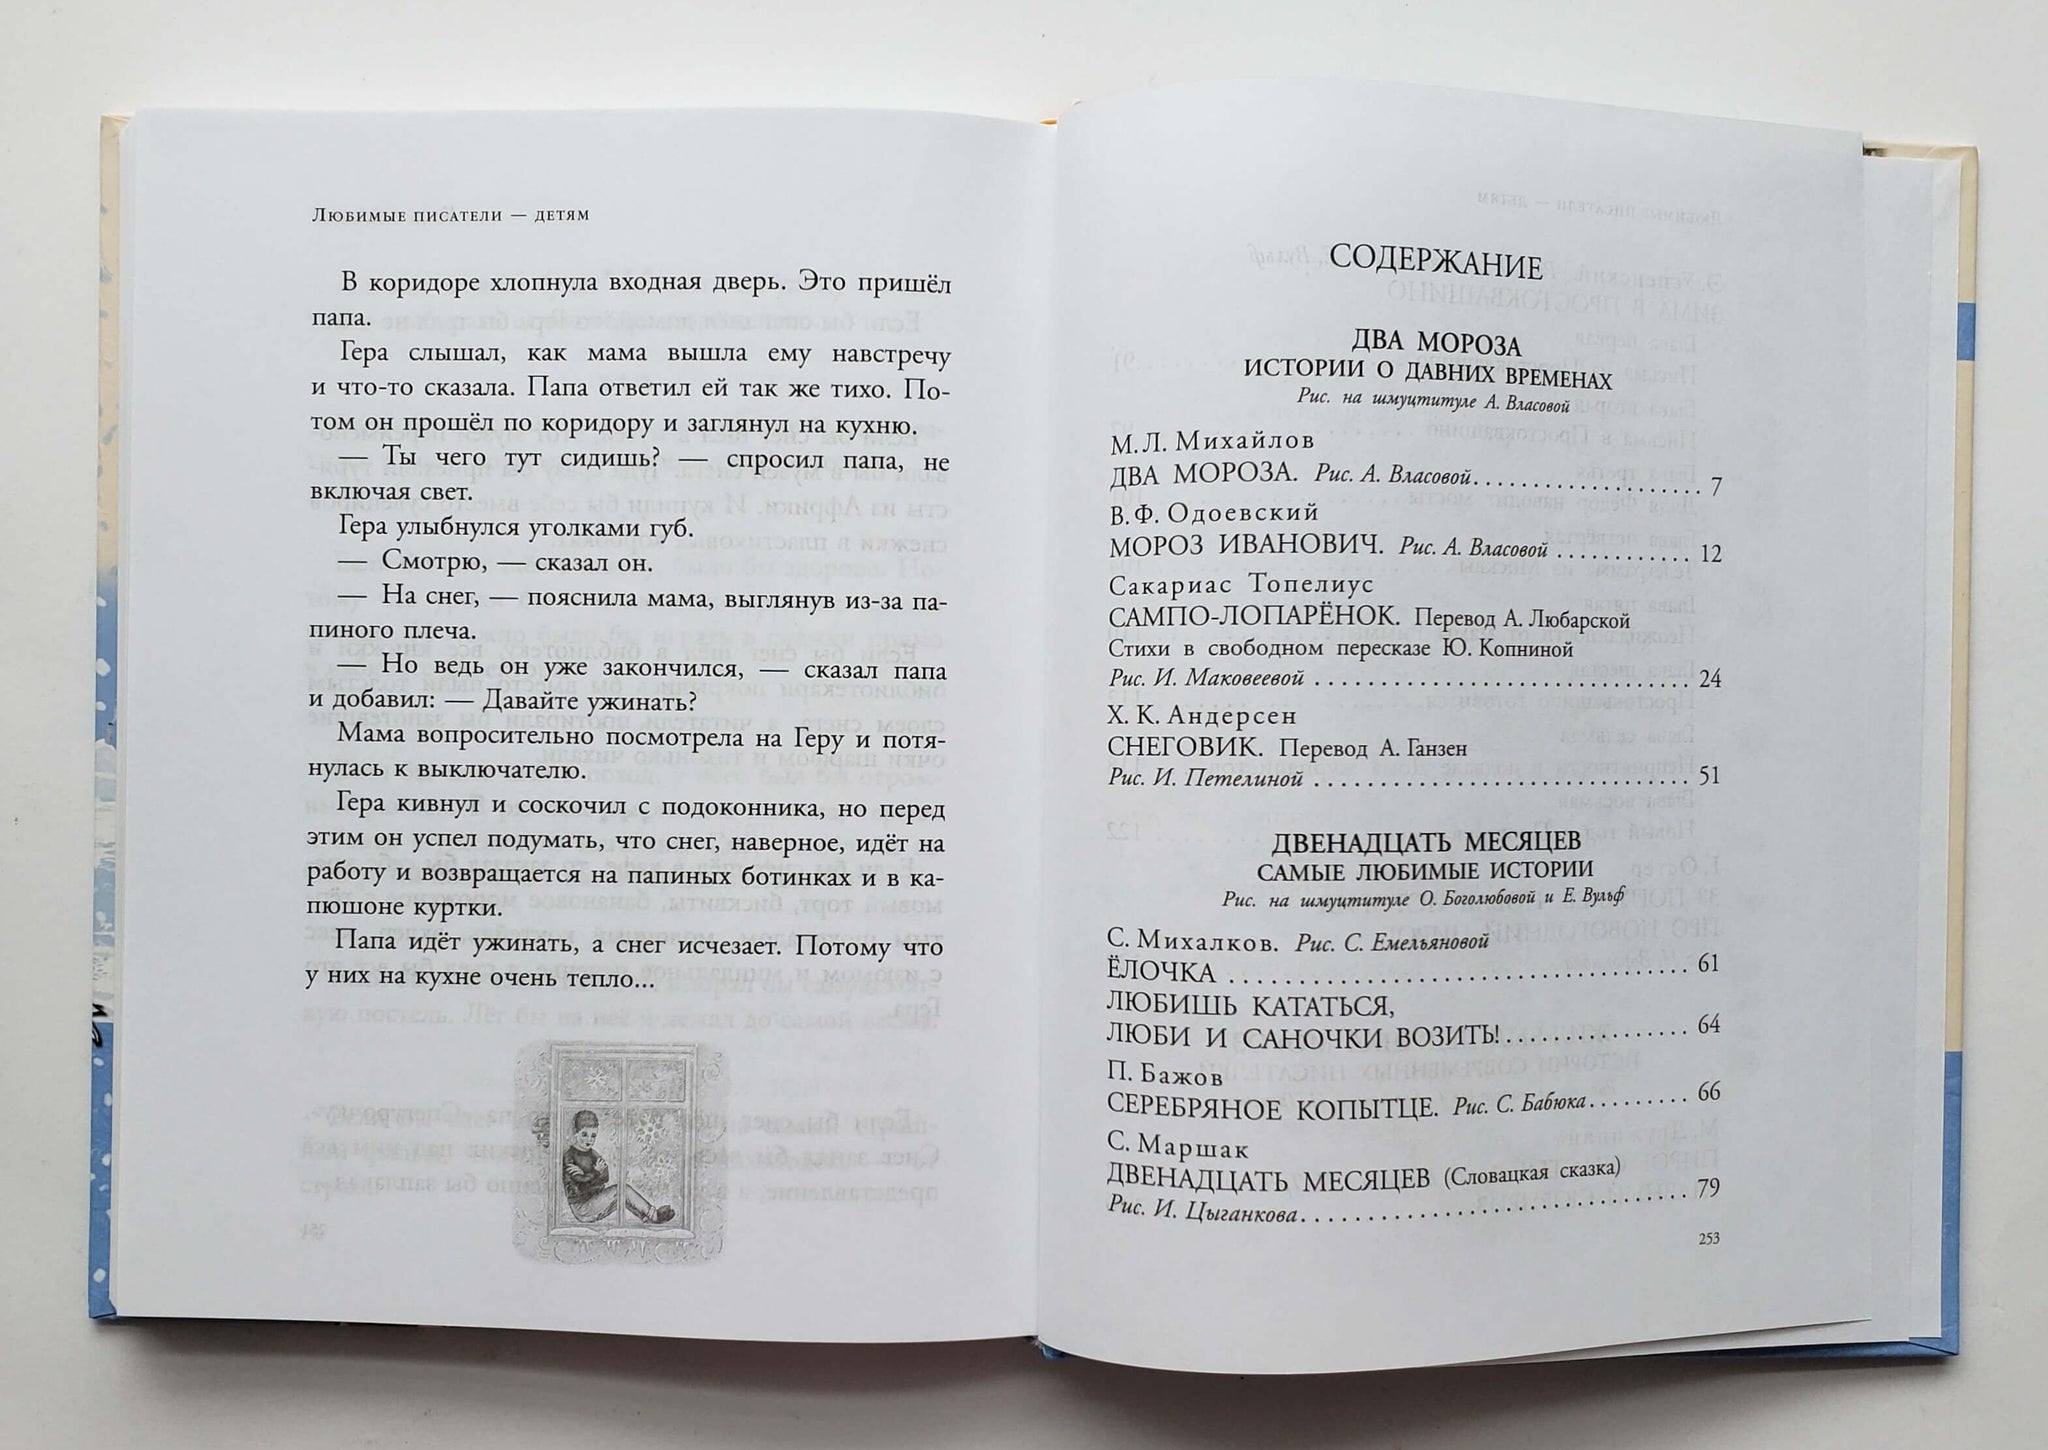 Любимые писатели — детям
В коридоре хлопнула входная дверь. Это пришёл
папа.
Гера слышал, как мама вышла ему навстречу
и что-то сказала. Папа ответил ей так же тихо. По-
том он прошёл по коридору и заглянул на кухню.
— Ты чего тут сидишь? — спросил папа, не
включая свет.
Гера улыбнулся уголками губ.
— Смотрю, — сказал он.
— На снег, — пояснила мама, выглянув из-за па-
пиного плеча.
— Но ведь он уже закончился, — сказал папа
и добавил: — Давайте ужинать?
Мама вопросительно посмотрела на Геру и потя-
нулась к выключателю.
Гера кивнул и соскочил с подоконника, но перед
этим он успел подумать, что снег, наверное, идёт на
работу и возвращается на папиных ботинках и в ка-
пюшоне куртки.
Папа идёт ужинать, а снег исчезает. Потому что
у них на кухне очень тепло...
СОДЕРЖАНИЕ
ДВА МОРОЗА
ИСТОРИИ О ДАВНИХ ВРЕМЕНАХ
Рис. на шмуцтитуле А. Власовой
М. Л. Михайлов
ДВА МОРОЗА. Рис. А. Власовой..................... 7
В. Ф. Одоевский
МОРОЗ ИВАНОВИЧ. Рис. А. Власовой ............ 12
Сакариас Топелиус
САМПО-ЛОПАРЁНОК. Перевод А. Любарской
Стихи в свободном пересказе Ю. Копниной
Рис. И. Маковеевой .................................. 24
Х. К. Андерсен
СНЕГОВИК. Перевод А. Ганзен
Рис. И. Петелиной .................................. 51
ДВЕНАДЦАТЬ МЕСЯЦЕВ
САМЫЕ ЛЮБИМЫЕ ИСТОРИИ
Рис. на шмуцтитуле О. Боголюбовой и Е. Вульф
С. Михалков. Рис. С. Емельяновой
ЁЛОЧКА .......................................... 61
ЛЮБИШЬ КАТАТЬСЯ,
ЛЮБИ И САНОЧКИ ВОЗИТЬ!................. 64
П. Бажов
СЕРЕБРЯНОЕ КОПЫТЦЕ. Рис. С. Бабюка......... 66
С. Маршак
ДВЕНАДЦАТЬ МЕСЯЦЕВ (Словацкая сказка)
Рис. И. Цыганкова................................... 79
253